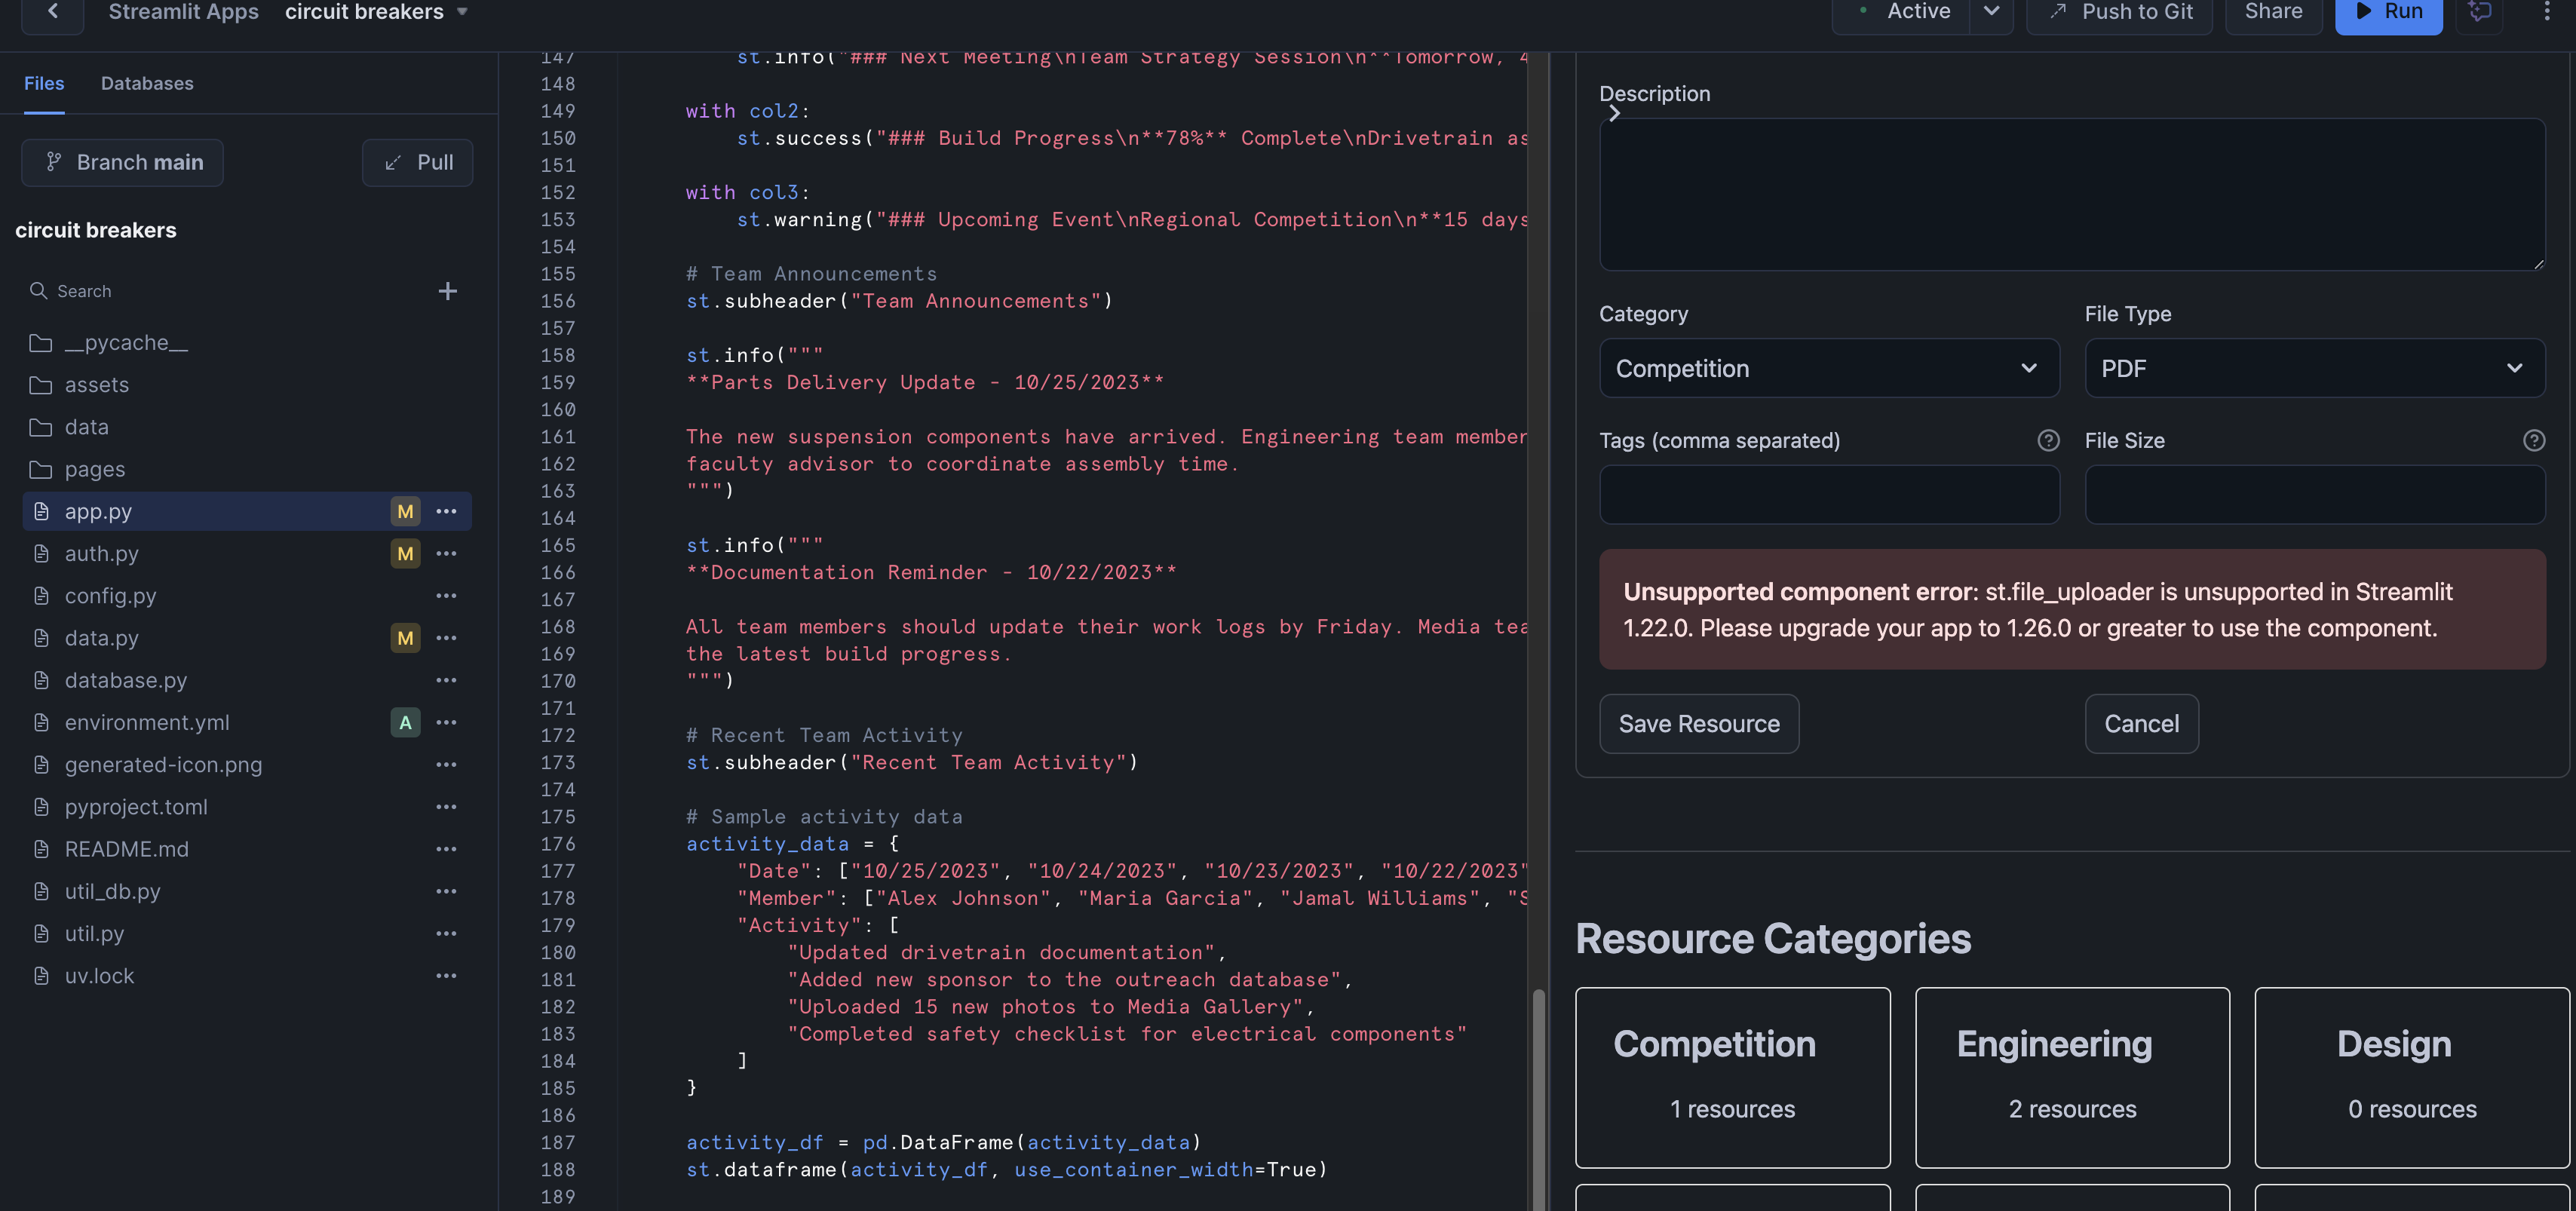 Streamlit Apps circuit breakers
Active
Push to Git
Share
Run
Files Databases
Branch main
Pull
circuit breakers
Search
__pycache__
assets
data
pages
app.py M
auth.py M
config.py
data.py M
database.py
environment.yml A
generated-icon.png
pyproject.toml
README.md
util_db.py
util.py
uv.lock
147 st.info("### Next Meeting\nTeam Strategy Session\n**Tomorrow, 4
148
149 with col2:
150 st.success("### Build Progress\n**78%** Complete\nDrivetrain as
151
152 with col3:
153 st.warning("### Upcoming Event\nRegional Competition\n**15 days
154
155 # Team Announcements
156 st.subheader("Team Announcements")
157
158 st.info("""
159 **Parts Delivery Update - 10/25/2023**
160
161 The new suspension components have arrived. Engineering team member
162 faculty advisor to coordinate assembly time.
163 """)
164
165 st.info("""
166 **Documentation Reminder - 10/22/2023**
167
168 All team members should update their work logs by Friday. Media tea
169 the latest build progress.
170 """)
171
172 # Recent Team Activity
173 st.subheader("Recent Team Activity")
174
175 # Sample activity data
176 activity_data = {
177 "Date": ["10/25/2023", "10/24/2023", "10/23/2023", "10/22/2023"
178 "Member": ["Alex Johnson", "Maria Garcia", "Jamal Williams", "S
179 "Activity": [
180 "Updated drivetrain documentation",
181 "Added new sponsor to the outreach database",
182 "Uploaded 15 new photos to Media Gallery",
183 "Completed safety checklist for electrical components"
184 ]
185 }
186
187 activity_df = pd.DataFrame(activity_data)
188 st.dataframe(activity_df, use_container_width=True)
189
Description
Category
Competition
File Type
PDF
Tags (comma separated)
File Size
Unsupported component error: st.file_uploader is unsupported in Streamlit
1.22.0. Please upgrade your app to 1.26.0 or greater to use the component.
Save Resource
Cancel
Resource Categories
Competition
1 resources
Engineering
2 resources
Design
0 resources